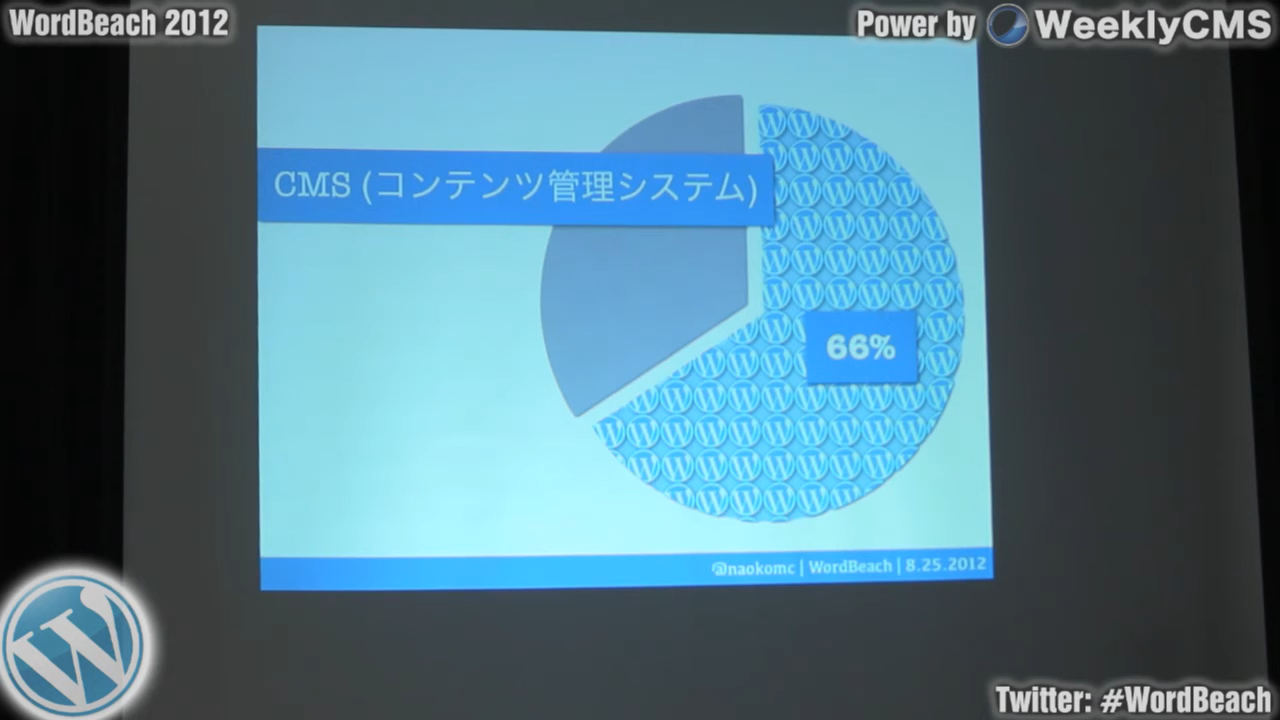 WordBeach 2012
Power by WeeklyCMS
CMS (コンテンツ管理システム)
66%
@naokomc | WordBeach | 8.25.2012
Twitter: #WordBeach